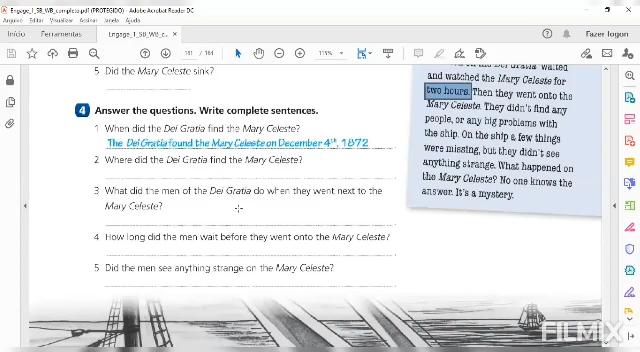 Engage_1_SB_WB_completo.pdf (PROTEGIDO) - Adobe Acrobat Reader DC
Arquivo Editar Visualizar Assinar Janela Ajuda
Início Ferramentas Engage_1_SB_WB_c... × Fazer logon
161 / 164 115%
5 Did the Mary Celeste sink?
4 Answer the questions. Write complete sentences.
1 When did the Dei Gratia find the Mary Celeste?
The Dei Gratia found the Mary Celeste on December 4th, 1872
2 Where did the Dei Gratia find the Mary Celeste?
3 What did the men of the Dei Gratia do when they went next to the
Mary Celeste?
4 How long did the men wait before they went onto the Mary Celeste?
5 Did the men see anything strange on the Mary Celeste?
waited
and watched the Mary Celeste for
two hours. Then they went onto the
Mary Celeste. They didn't find any
people, or any big problems with
the ship. On the ship a few things
were missing, but they didn't see
anything strange. What happened on
the Mary Celeste? No one knows the
answer. It's a mystery.
FILMIX